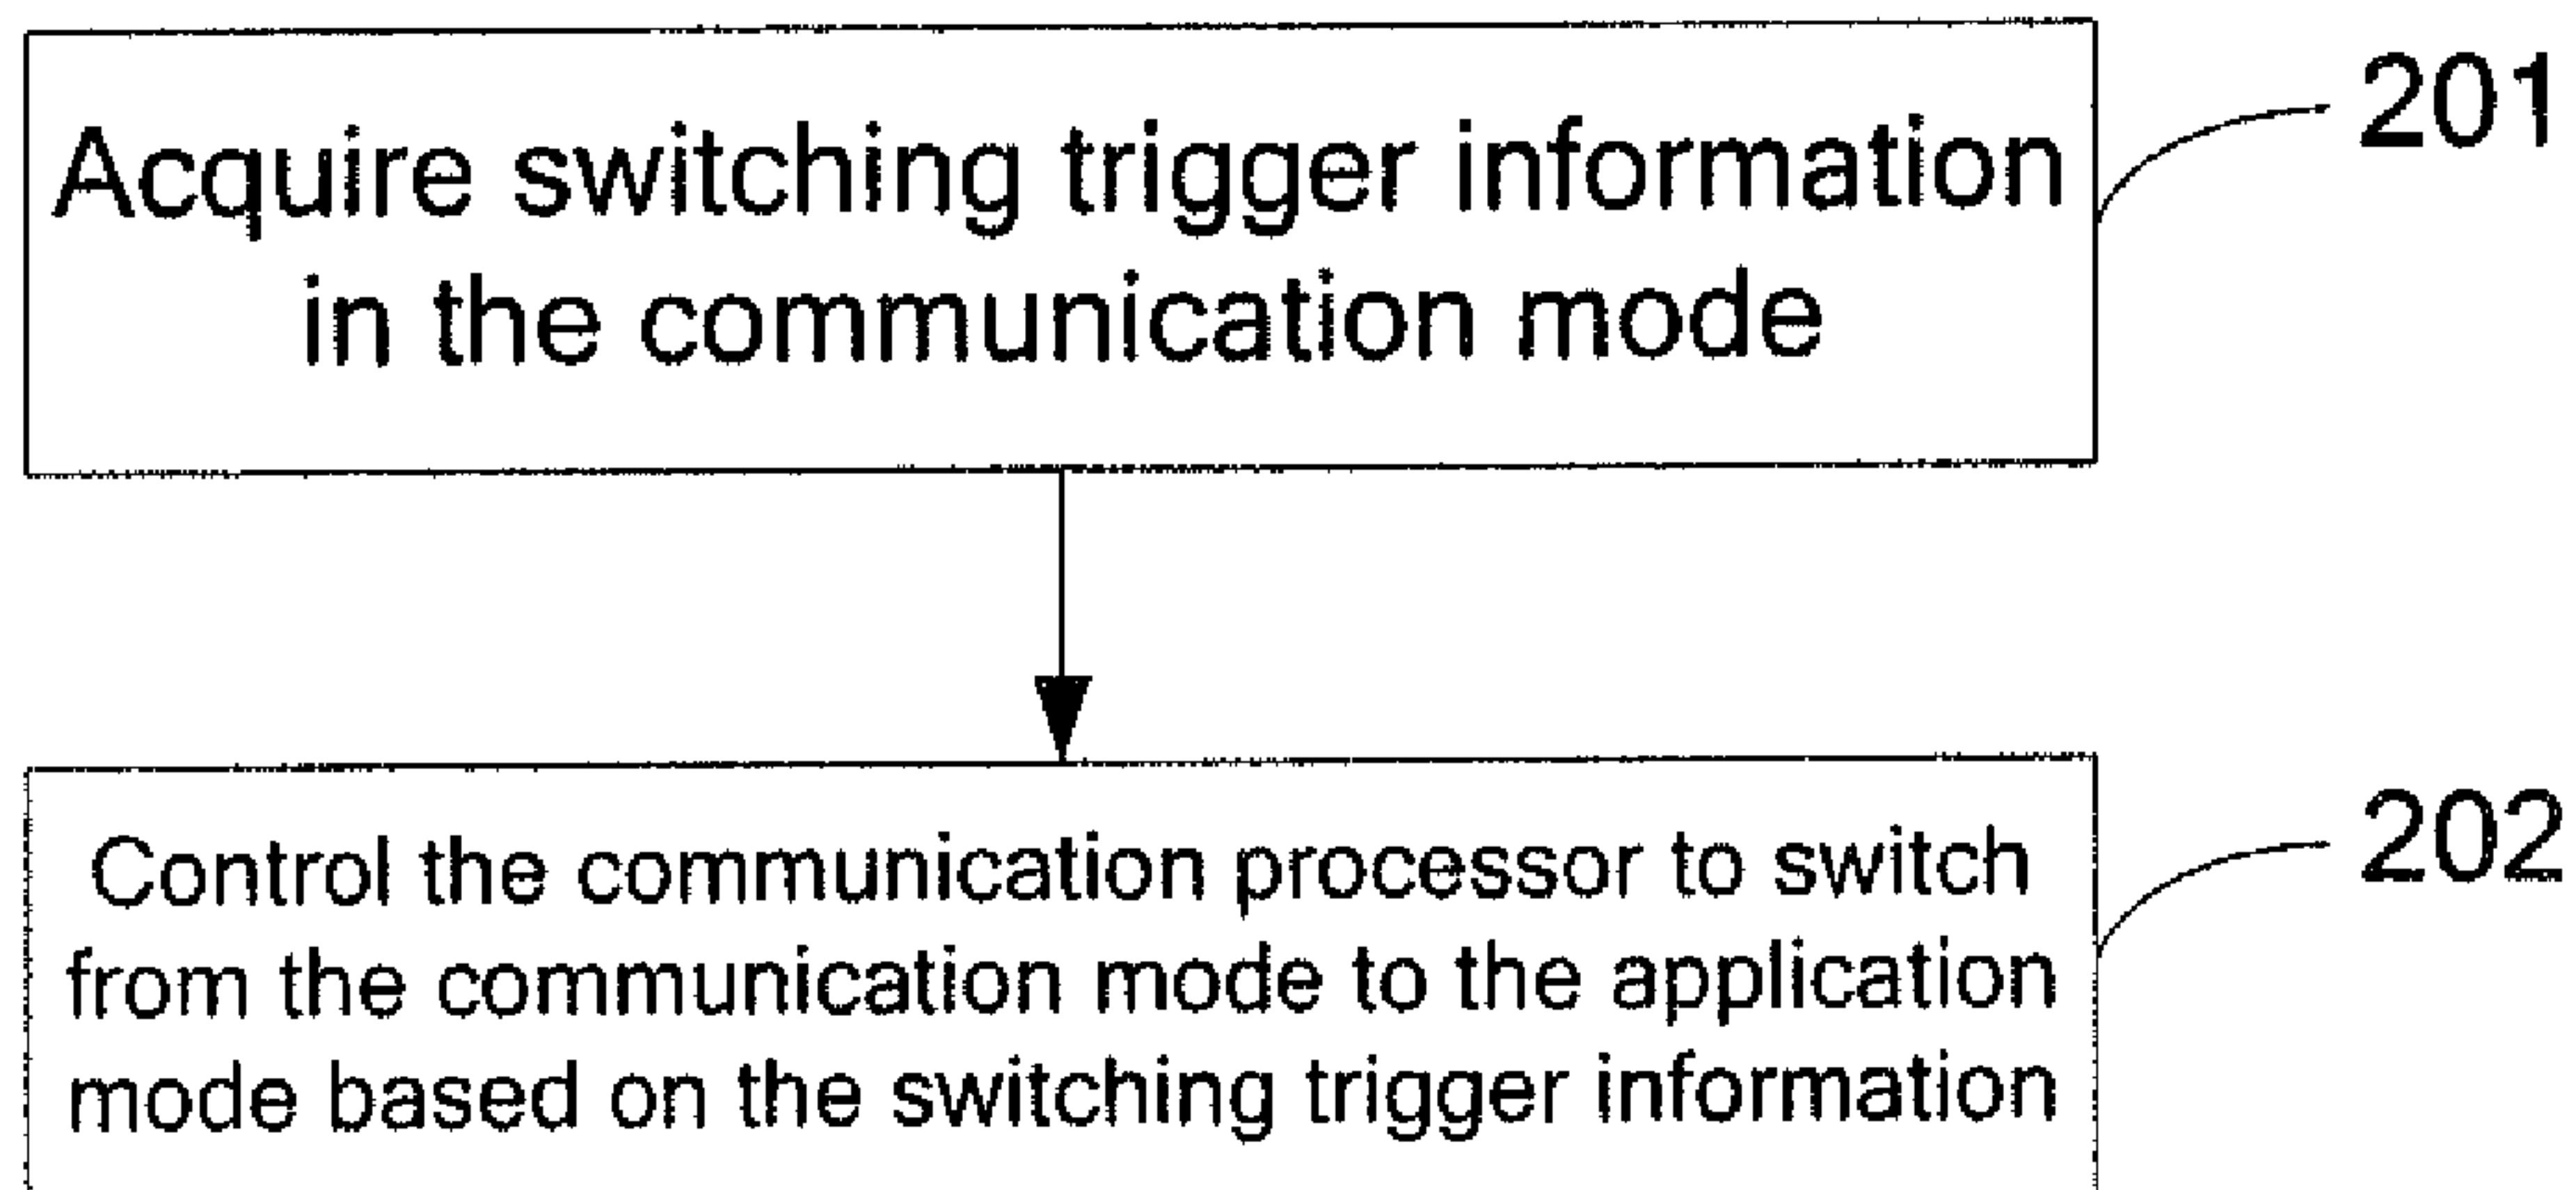 Acquire switching trigger information
in the communication mode
201
Control the communication processor to switch
from the communication mode to the application
mode based on the switching trigger information
202